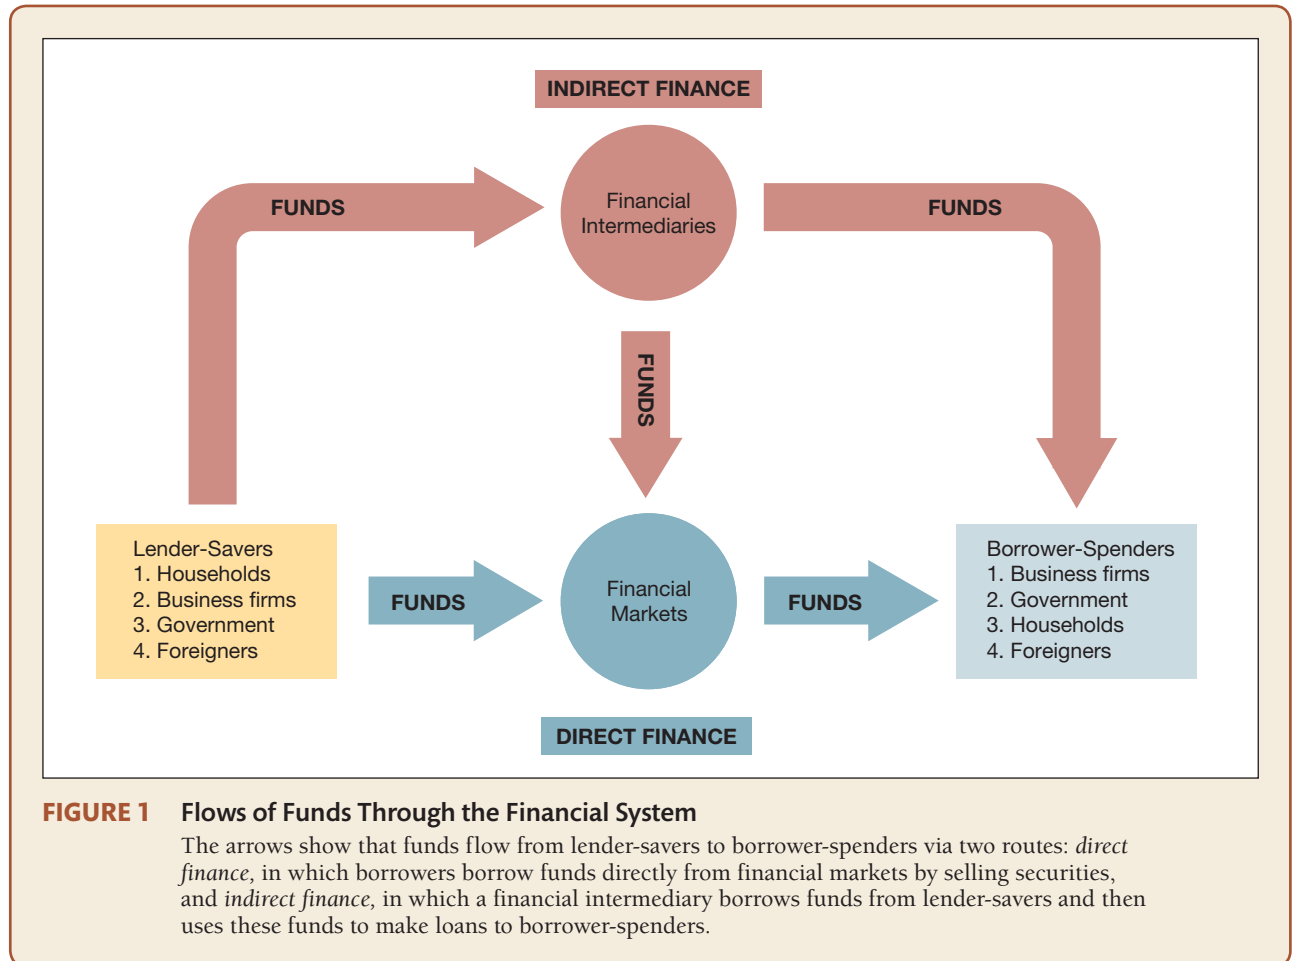 INDIRECT FINANCE
Financial
Intermediaries
FUNDS
FUNDS
FUNDS
Lender-Savers
1. Households
2. Business firms
3. Government
4. Foreigners
FUNDS
Financial
Markets
FUNDS
Borrower-Spenders
1. Business firms
2. Government
3. Households
4. Foreigners
DIRECT FINANCE
FIGURE 1 Flows of Funds Through the Financial System
The arrows show that funds flow from lender-savers to borrower-spenders via two routes: direct
finance, in which borrowers borrow funds directly from financial markets by selling securities,
and indirect finance, in which a financial intermediary borrows funds from lender-savers and then
uses these funds to make loans to borrower-spenders.